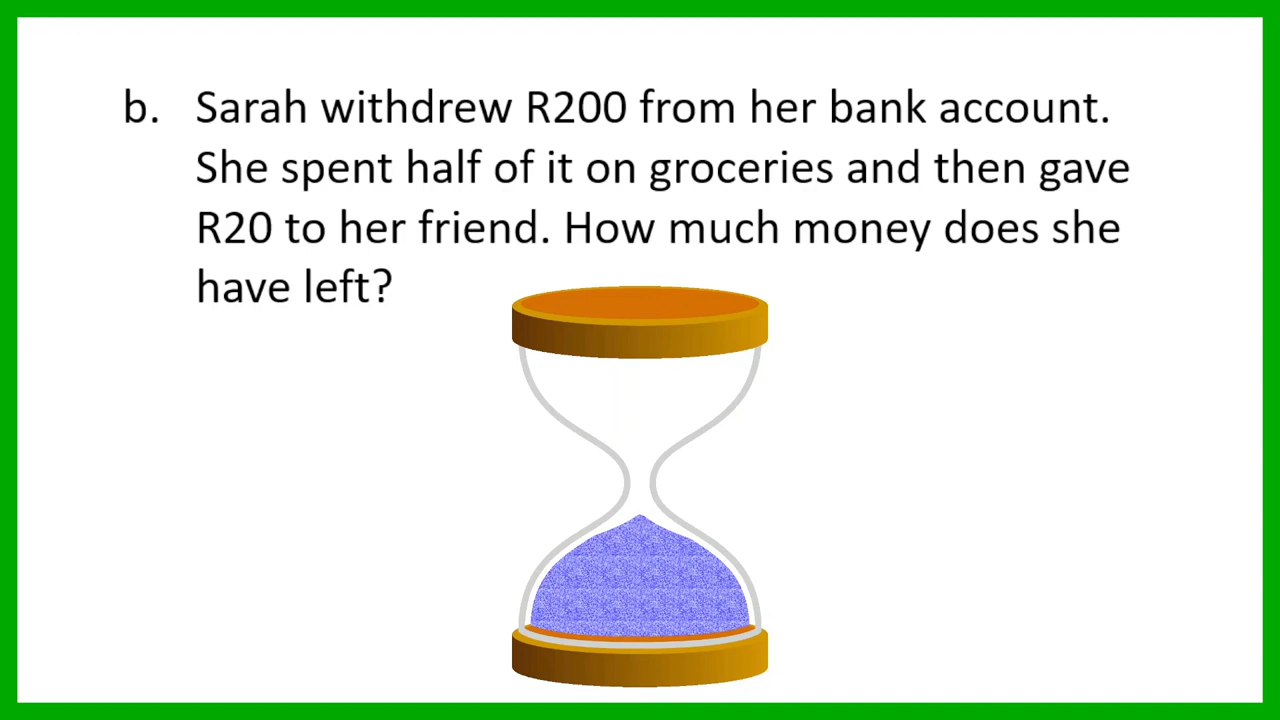 b. Sarah withdrew R200 from her bank account.
She spent half of it on groceries and then gave
R20 to her friend. How much money does she
have left?